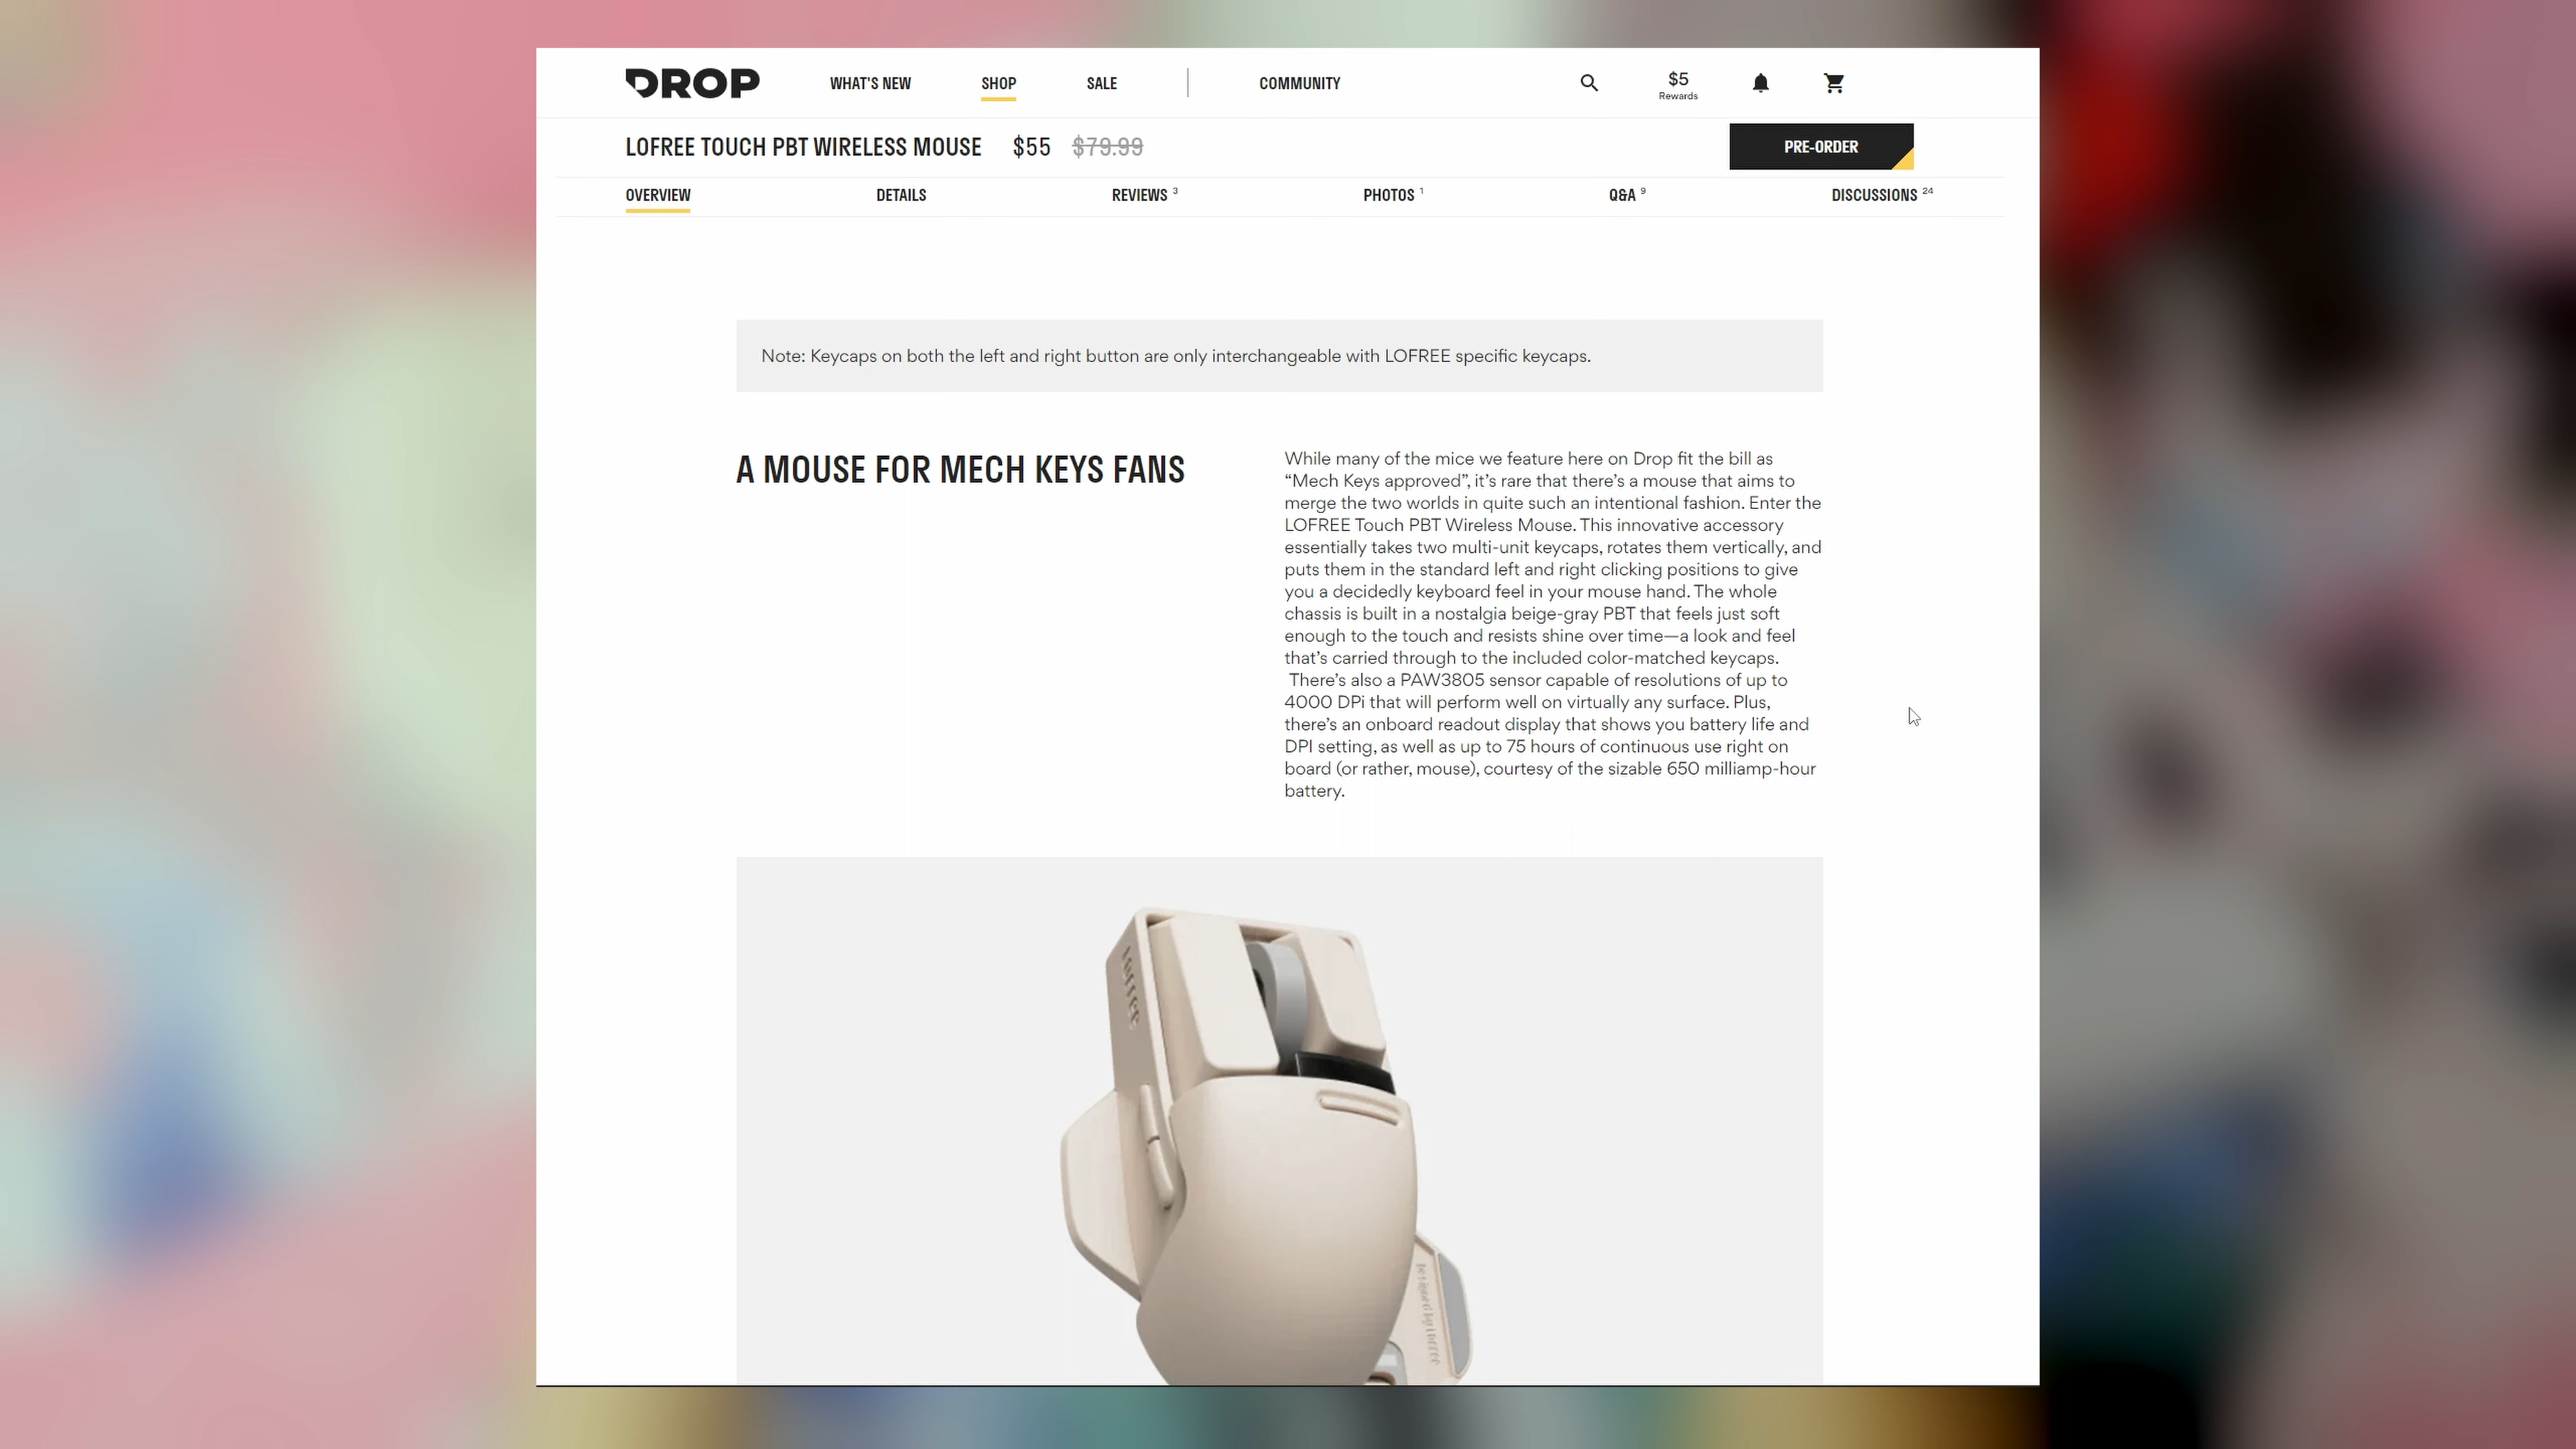 DROP
WHAT'S NEW
SHOP
SALE
COMMUNITY
$5
Rewards
LOFREE TOUCH PBT WIRELESS MOUSE $55 $79.99
PRE-ORDER
OVERVIEW
DETAILS
REVIEWS 3
PHOTOS 1
Q&A 9
DISCUSSIONS 24
Note: Keycaps on both the left and right button are only interchangeable with LOFREE specific keycaps.
A MOUSE FOR MECH KEYS FANS
While many of the mice we feature here on Drop fit the bill as
“Mech Keys approved”, it’s rare that there’s a mouse that aims to
merge the two worlds in quite such an intentional fashion. Enter the
LOFREE Touch PBT Wireless Mouse. This innovative accessory
essentially takes two multi-unit keycaps, rotates them vertically, and
puts them in the standard left and right clicking positions to give
you a decidedly keyboard feel in your mouse hand. The whole
chassis is built in a nostalgia beige-gray PBT that feels just soft
enough to the touch and resists shine over time—a look and feel
that’s carried through to the included color-matched keycaps.
There’s also a PAW3805 sensor capable of resolutions of up to
4000 DPi that will perform well on virtually any surface. Plus,
there’s an onboard readout display that shows you battery life and
DPI setting, as well as up to 75 hours of continuous use right on
board (or rather, mouse), courtesy of the sizable 650 milliamp-hour
battery.